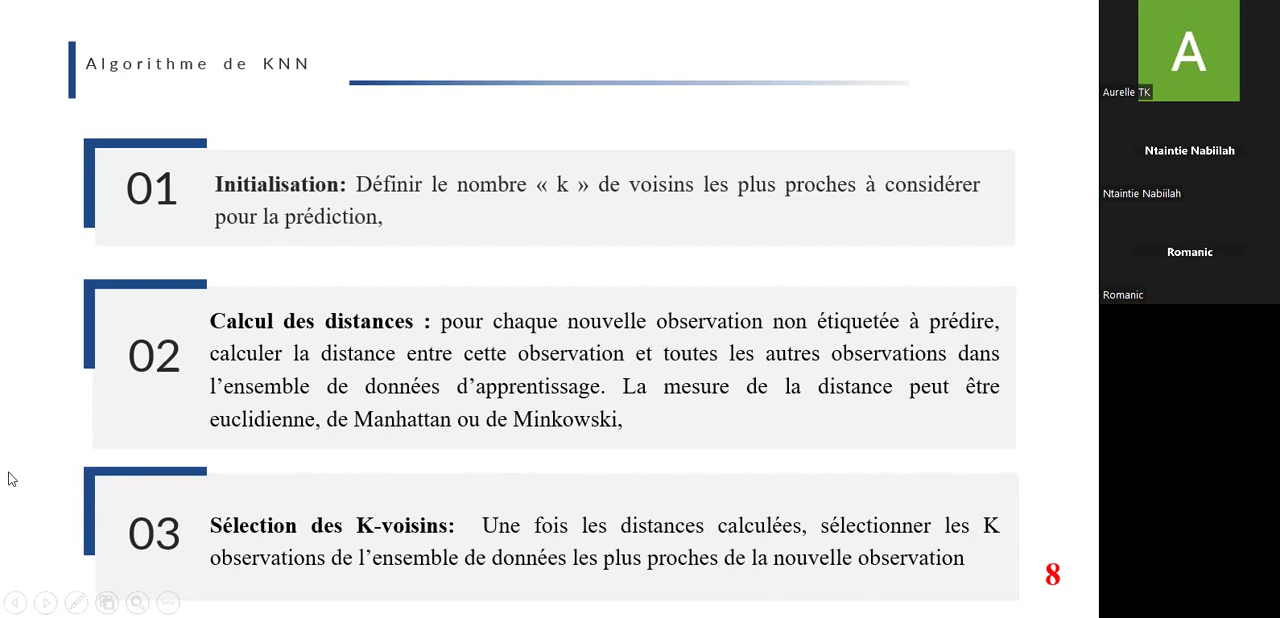 Algorithme de KNN
01
Initialisation: Définir le nombre « k » de voisins les plus proches à considérer
pour la prédiction,
02
Calcul des distances : pour chaque nouvelle observation non étiquetée à prédire,
calculer la distance entre cette observation et toutes les autres observations dans
l’ensemble de données d’apprentissage. La mesure de la distance peut être
euclidienne, de Manhattan ou de Minkowski,
03
Sélection des K-voisins: Une fois les distances calculées, sélectionner les K
observations de l’ensemble de données les plus proches de la nouvelle observation
8
A
Aurelle TK
Ntaintie Nabiilah
Ntaintie Nabiilah
Romanic
Romanic